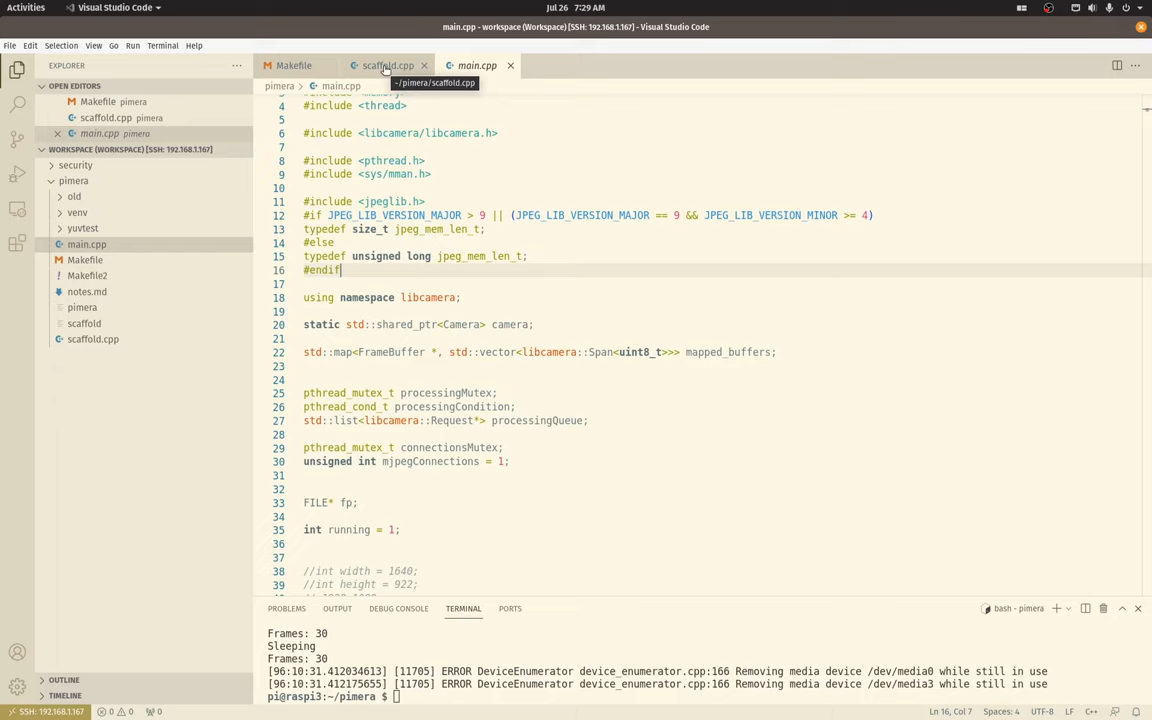 Activities
Visual Studio Code
Jul 26 7:29 AM
main.cpp - workspace (Workspace) [SSH: 192.168.1.167] - Visual Studio Code
File Edit Selection View Go Run Terminal Help
EXPLORER
OPEN EDITORS
Makefile pimera
scaffold.cpp pimera
main.cpp pimera
WORKSPACE (WORKSPACE) [SSH: 192.168.1.167]
security
pimera
old
venv
yuvtest
main.cpp
Makefile
Makefile2
notes.md
pimera
scaffold
scaffold.cpp
OUTLINE
TIMELINE
Makefile scaffold.cpp main.cpp
~/pimera/scaffold.cpp
pimera > main.cpp
4 #include <thread>
5
6 #include <libcamera/libcamera.h>
7
8 #include <pthread.h>
9 #include <sys/mman.h>
10
11 #include <jpeglib.h>
12 #if JPEG_LIB_VERSION_MAJOR > 9 || (JPEG_LIB_VERSION_MAJOR == 9 && JPEG_LIB_VERSION_MINOR >= 4)
13 typedef size_t jpeg_mem_len_t;
14 #else
15 typedef unsigned long jpeg_mem_len_t;
16 #endif
17
18 using namespace libcamera;
19
20 static std::shared_ptr<Camera> camera;
21
22 std::map<FrameBuffer *, std::vector<libcamera::Span<uint8_t>>> mapped_buffers;
23
24
25 pthread_mutex_t processingMutex;
26 pthread_cond_t processingCondition;
27 std::list<libcamera::Request*> processingQueue;
28
29 pthread_mutex_t connectionsMutex;
30 unsigned int mjpegConnections = 1;
31
32
33 FILE* fp;
34
35 int running = 1;
36
37
38 //int width = 1640;
39 //int height = 922;
PROBLEMS OUTPUT DEBUG CONSOLE TERMINAL PORTS
bash - pimera
Frames: 30
Sleeping
Frames: 30
[96:10:31.412034613] [11705] ERROR DeviceEnumerator device_enumerator.cpp:166 Removing media device /dev/media0 while still in use
[96:10:31.412175655] [11705] ERROR DeviceEnumerator device_enumerator.cpp:166 Removing media device /dev/media3 while still in use
pi@raspi3:~/pimera $
SSH: 192.168.1.167 0 0 0 Ln 16, Col 7 Spaces: 4 UTF-8 LF C++